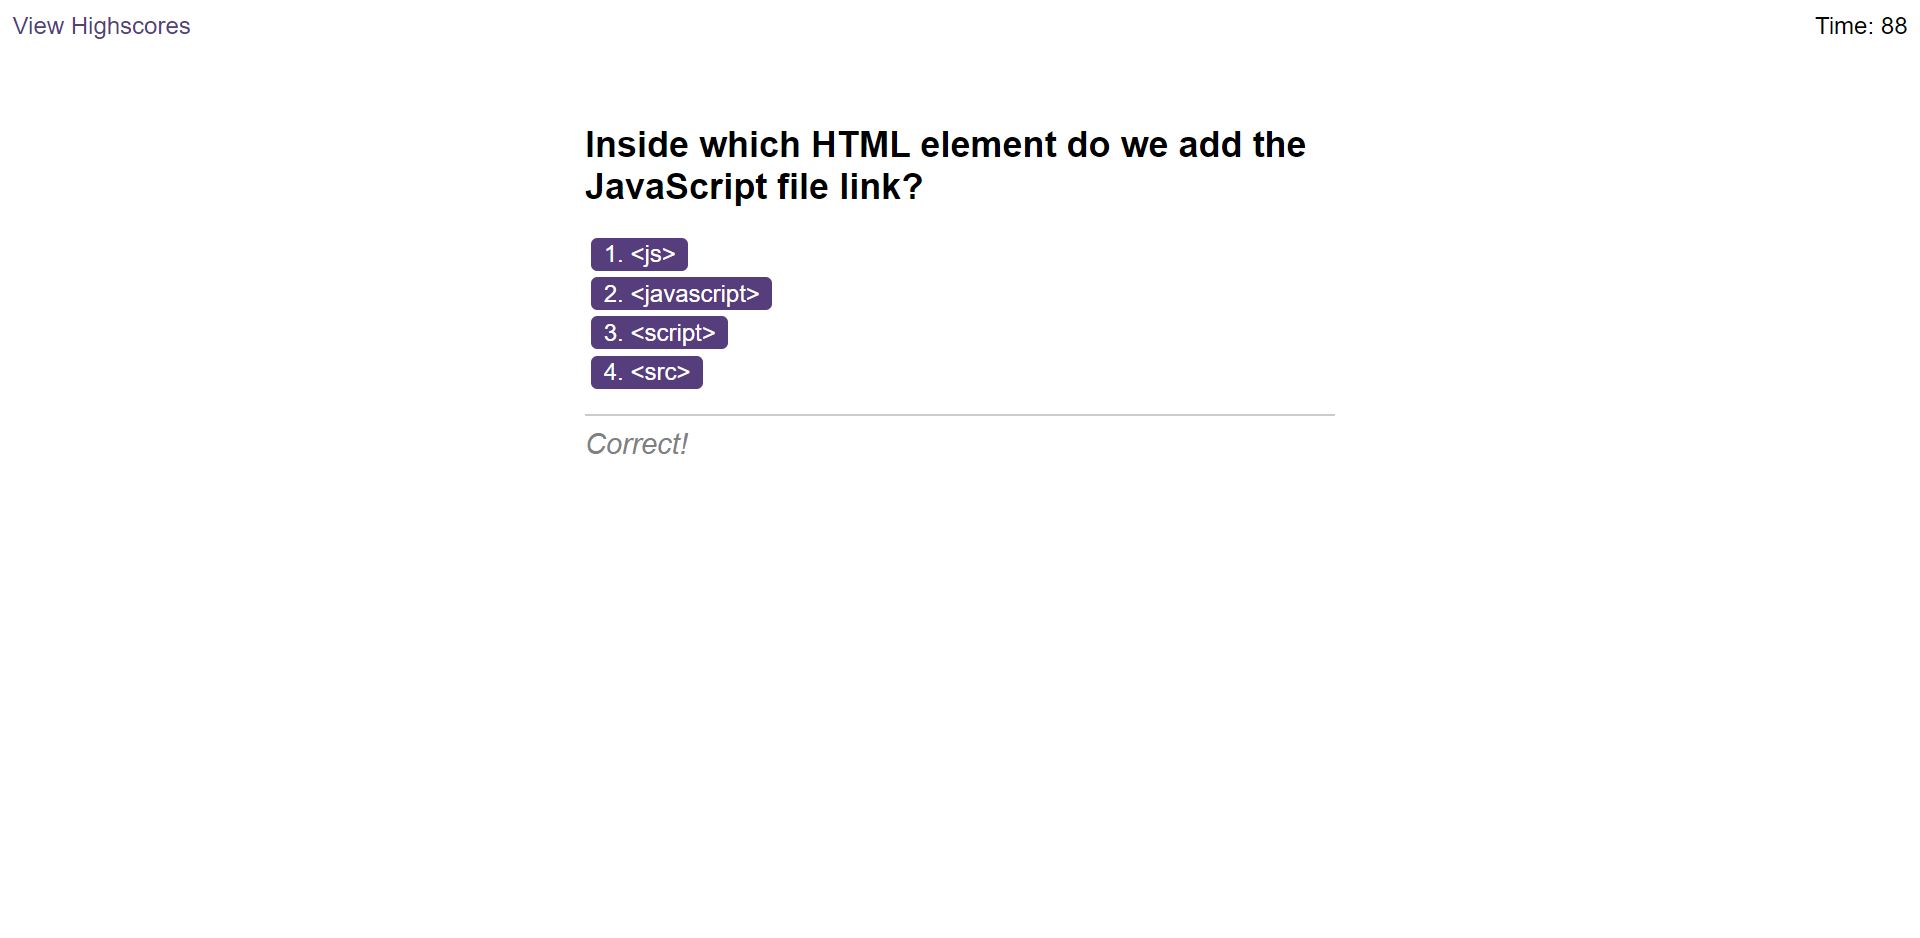 View Highscores
Time: 88
Inside which HTML element do we add the
JavaScript file link?
1. <js>
2. <javascript>
3. <script>
4. <src>
Correct!